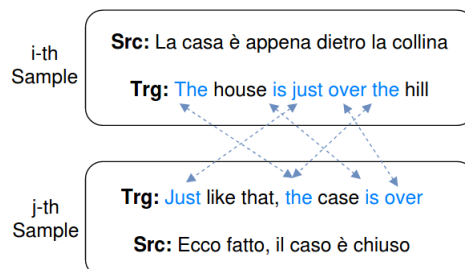 i-th
Sample
Src: La casa è appena dietro la collina
Trg: The house is just over the hill
j-th
Sample
Trg: Just like that, the case is over
Src: Ecco fatto, il caso è chiuso